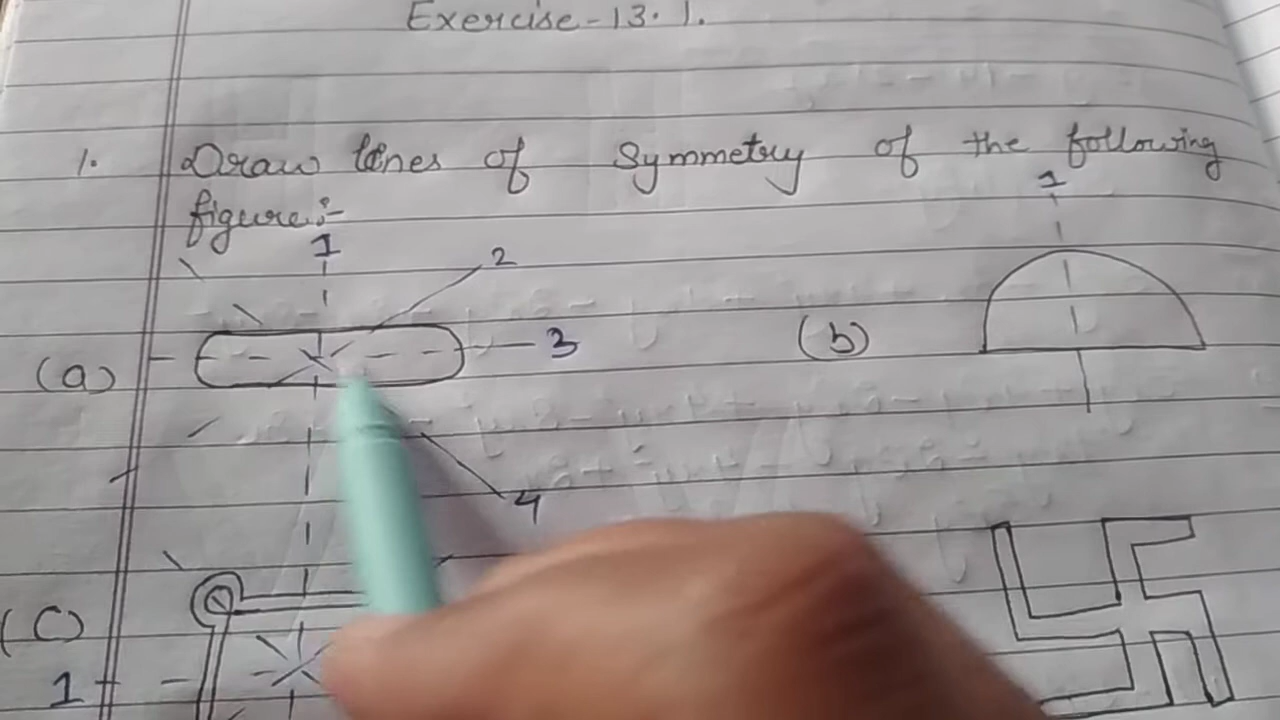 Exercise-13.1.
1. Draw lines of Symmetry of the following
figure:-
1
1
2
(a)
3
(b)
4
(C)
1